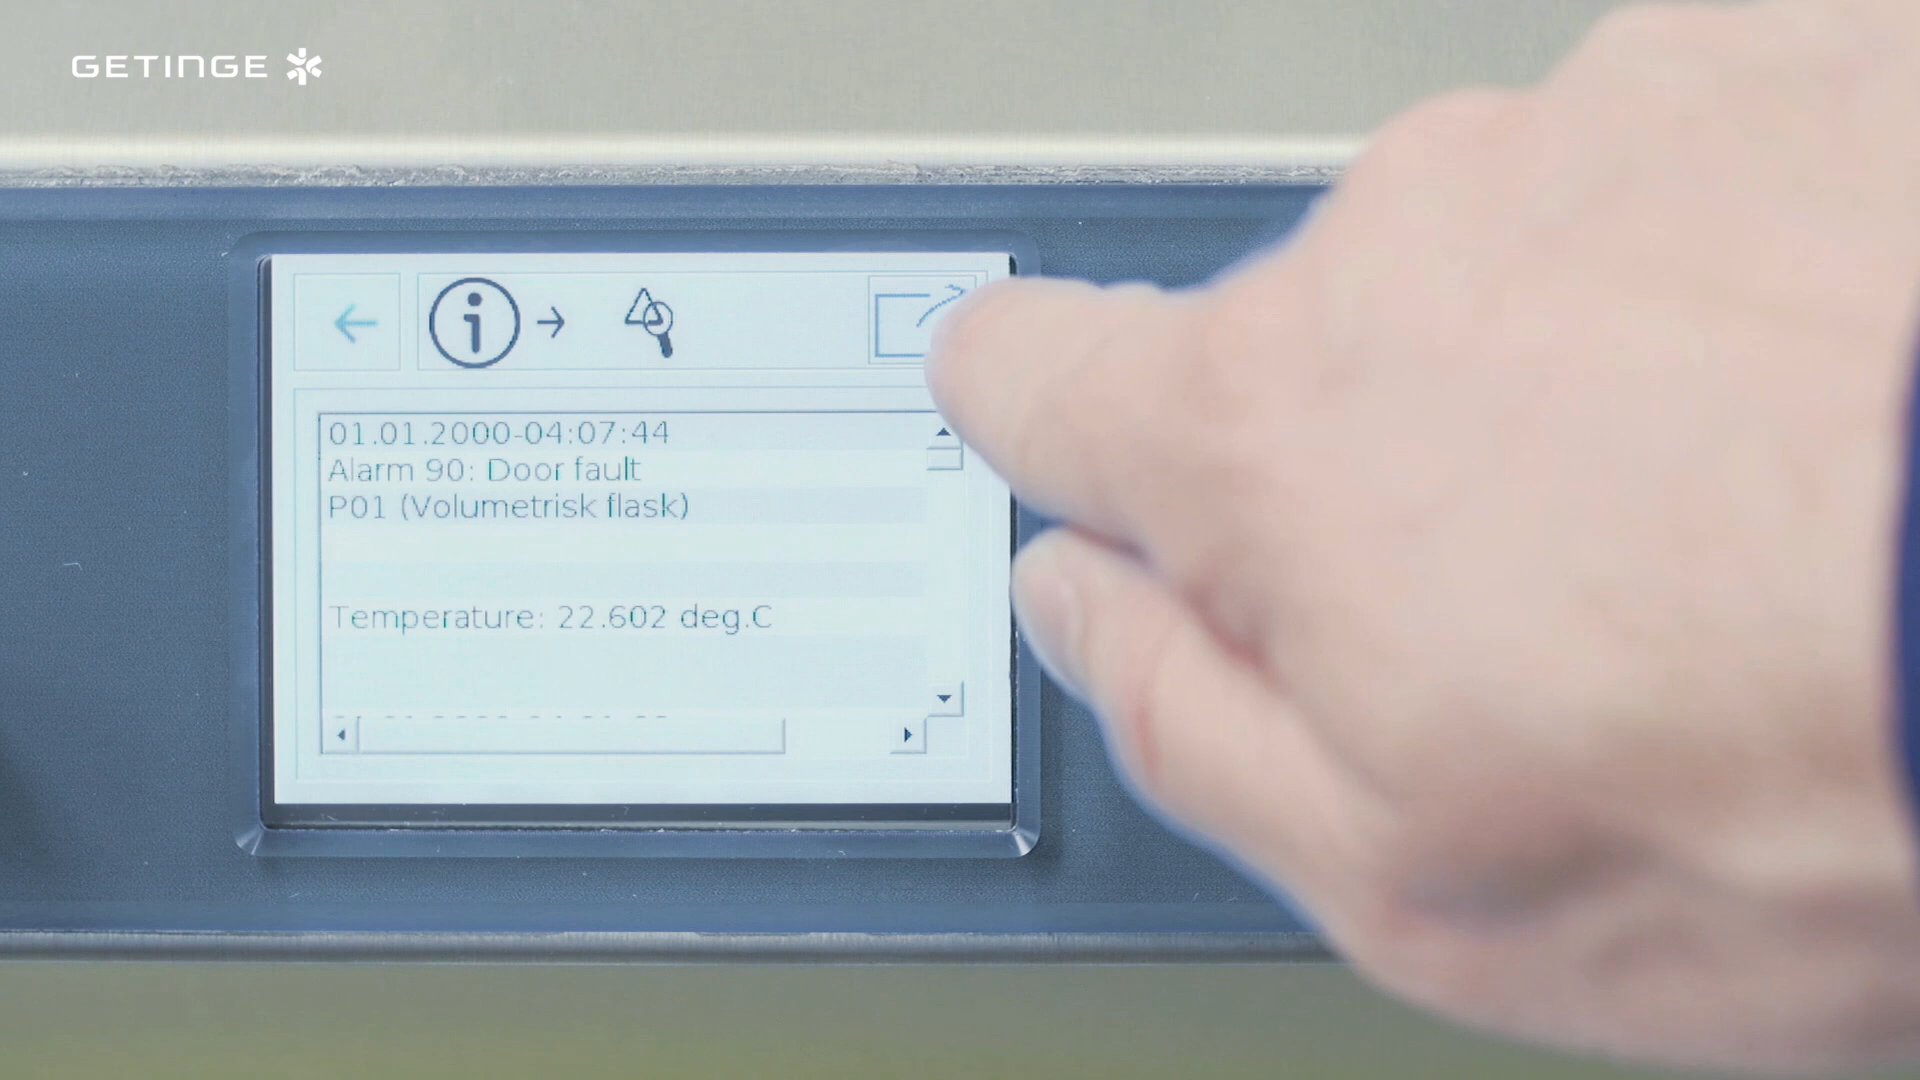 GETINGE
01.01.2000-04:07:44
Alarm 90: Door fault
P01 (Volumetrisk flask)
Temperature: 22.602 deg.C